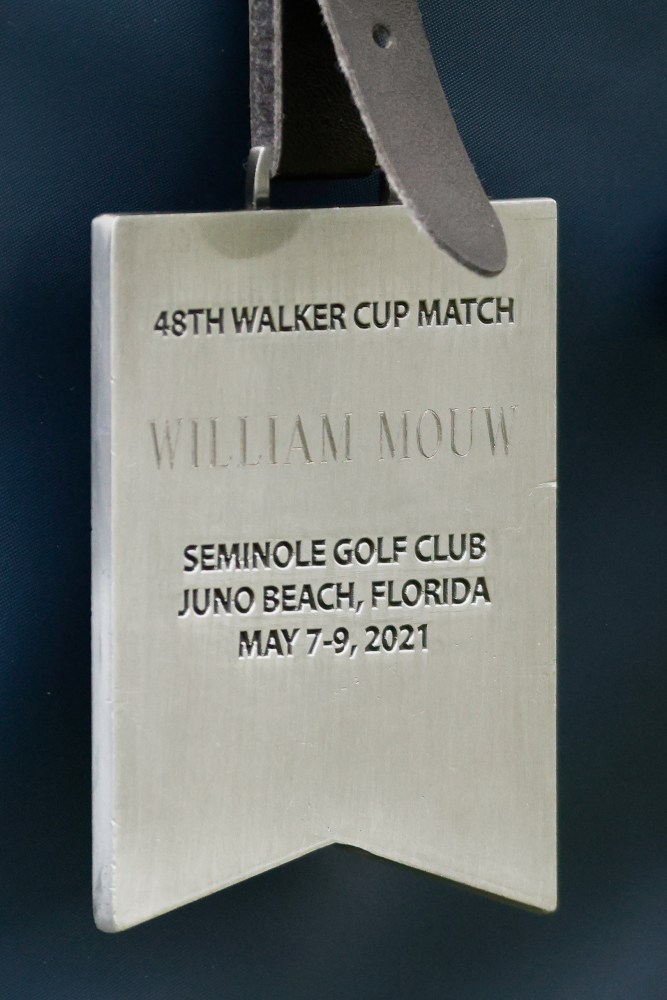 48TH WALKER CUP MATCH
WILLIAM MOUW
SEMINOLE GOLF CLUB
JUNO BEACH, FLORIDA
MAY 7-9, 2021